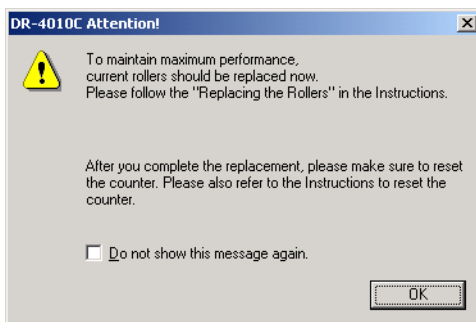 DR-4010C Attention!
To maintain maximum performance,
current rollers should be replaced now.
Please follow the "Replacing the Rollers" in the Instructions.
After you complete the replacement, please make sure to reset
the counter. Please also refer to the Instructions to reset the
counter.
Do not show this message again.
OK